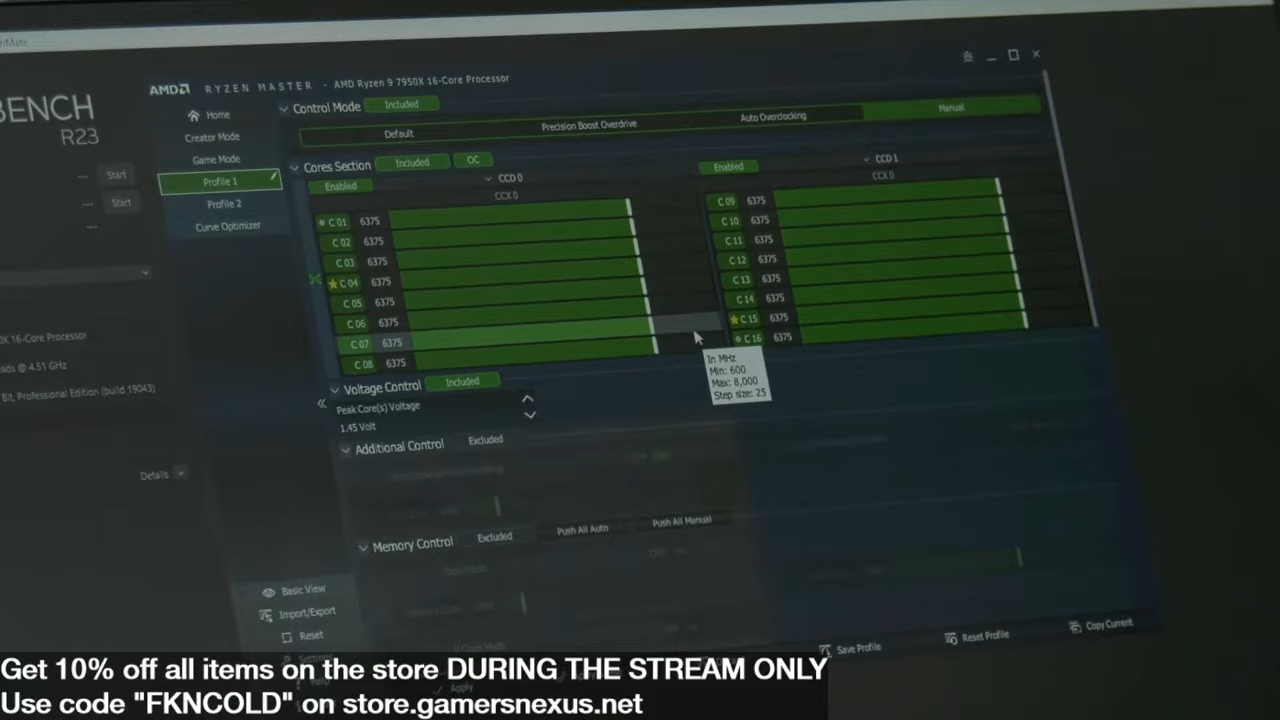 BENCH
R23
Start
Start
X 16-Core Processor
ads @ 4.51 GHz
Bit, Professional Edition (build 19043)
Details
AMD RYZEN MASTER - AMD Ryzen 9 7950X 16-Core Processor
Home
Creator Mode
Game Mode
Profile 1
Profile 2
Curve Optimizer
Control Mode Included
Default Precision Boost Overdrive Auto Overclocking Manual
Cores Section Included OC
Enabled CCD 0
CCX 0
C 01 6375
C 02 6375
C 03 6375
C 04 6375
C 05 6375
C 06 6375
C 07 6375
C 08 6375
Enabled CCD 1
CCX 0
C 09 6375
C 10 6375
C 11 6375
C 12 6375
C 13 6375
C 14 6375
C 15 6375
C 16 6375
In MHz
Min: 600
Max: 8,000
Step size: 25
Voltage Control Included
Peak Core(s) Voltage
1.45 Volt
Additional Control Excluded
Memory Control Excluded Push All Auto Push All Manual
Basic View
Import/Export
Reset
Apply
Save Profile Reset Profile Copy Current
Get 10% off all items on the store DURING THE STREAM ONLY
Use code "FKNCOLD" on store.gamersnexus.net